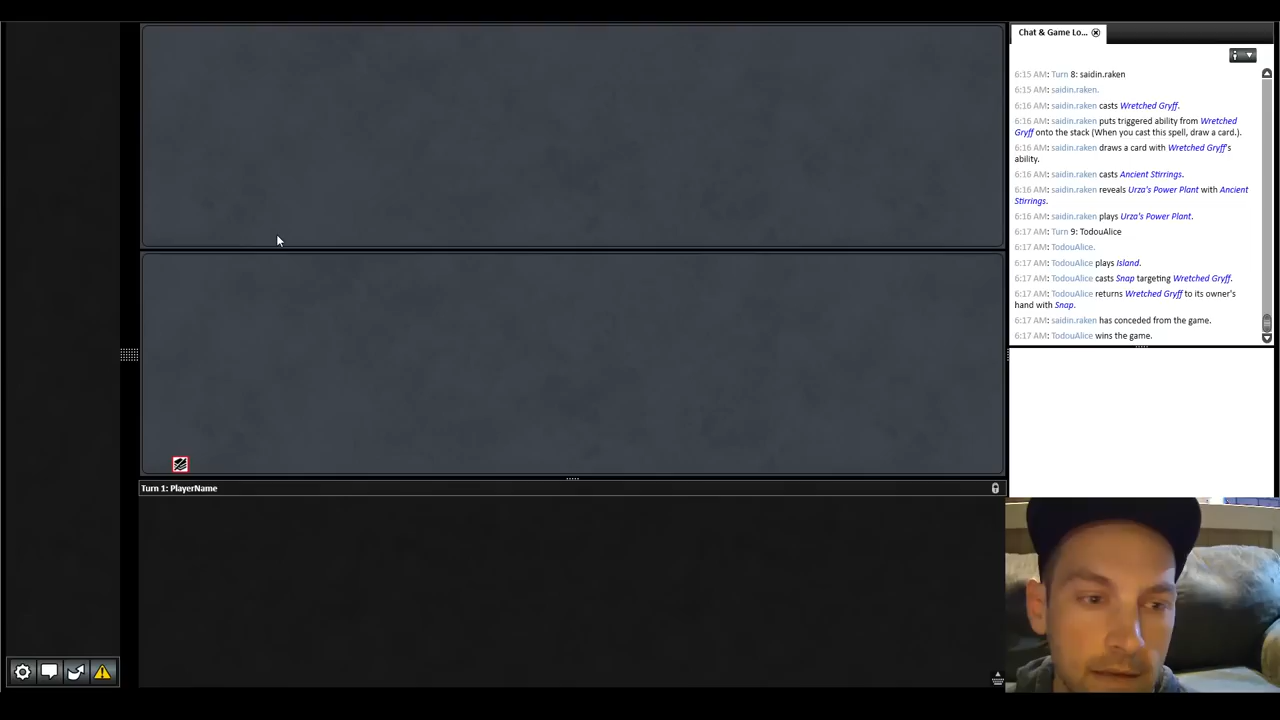 Chat & Game Lo...
6:15 AM: Turn 8: saidin.raken
6:15 AM: saidin.raken.
6:16 AM: saidin.raken casts Wretched Gryff.
6:16 AM: saidin.raken puts triggered ability from Wretched
Gryff onto the stack (When you cast this spell, draw a card.).
6:16 AM: saidin.raken draws a card with Wretched Gryff's
ability.
6:16 AM: saidin.raken casts Ancient Stirrings.
6:16 AM: saidin.raken reveals Urza's Power Plant with Ancient
Stirrings.
6:16 AM: saidin.raken plays Urza's Power Plant.
6:17 AM: Turn 9: TodouAlice
6:17 AM: TodouAlice.
6:17 AM: TodouAlice plays Island.
6:17 AM: TodouAlice casts Snap targeting Wretched Gryff.
6:17 AM: TodouAlice returns Wretched Gryff to its owner's
hand with Snap.
6:17 AM: saidin.raken has conceded from the game.
6:17 AM: TodouAlice wins the game.
Turn 1: PlayerName